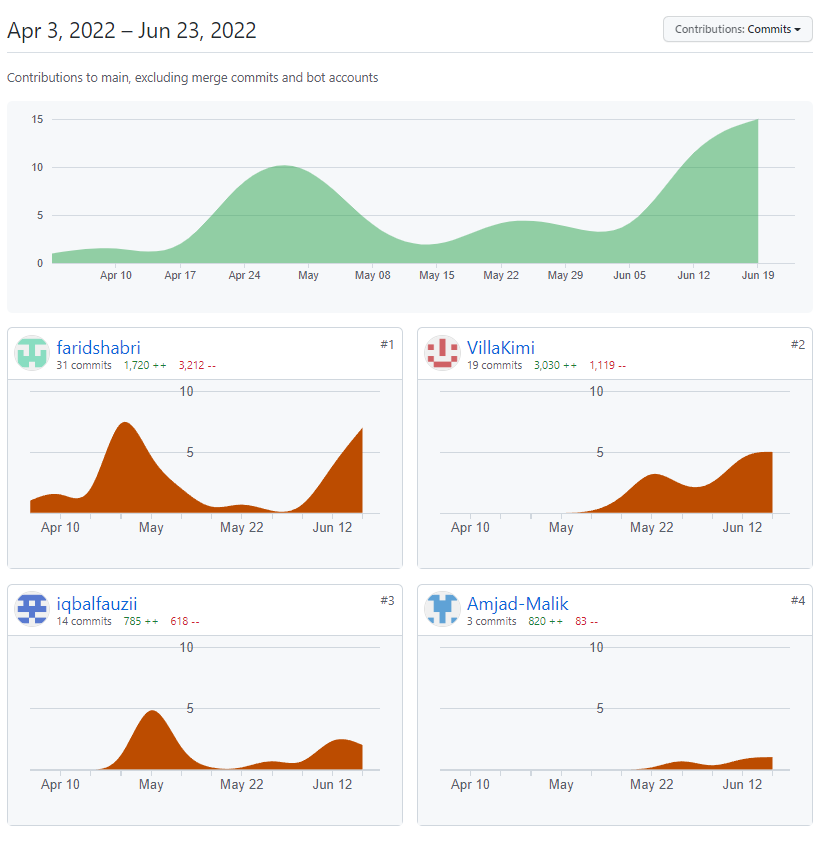 Apr 3, 2022 – Jun 23, 2022
Contributions: Commits
Contributions to main, excluding merge commits and bot accounts
15
10
5
0
Apr 10 Apr 17 Apr 24 May May 08 May 15 May 22 May 29 Jun 05 Jun 12 Jun 19
faridshabri #1
31 commits 1,720 ++ 3,212 --
10
5
Apr 10 May May 22 Jun 12
VillaKimi #2
19 commits 3,030 ++ 1,119 --
10
5
Apr 10 May May 22 Jun 12
iqbalfauzii #3
14 commits 785 ++ 618 --
10
5
Apr 10 May May 22 Jun 12
Amjad-Malik #4
3 commits 820 ++ 83 --
10
5
Apr 10 May May 22 Jun 12